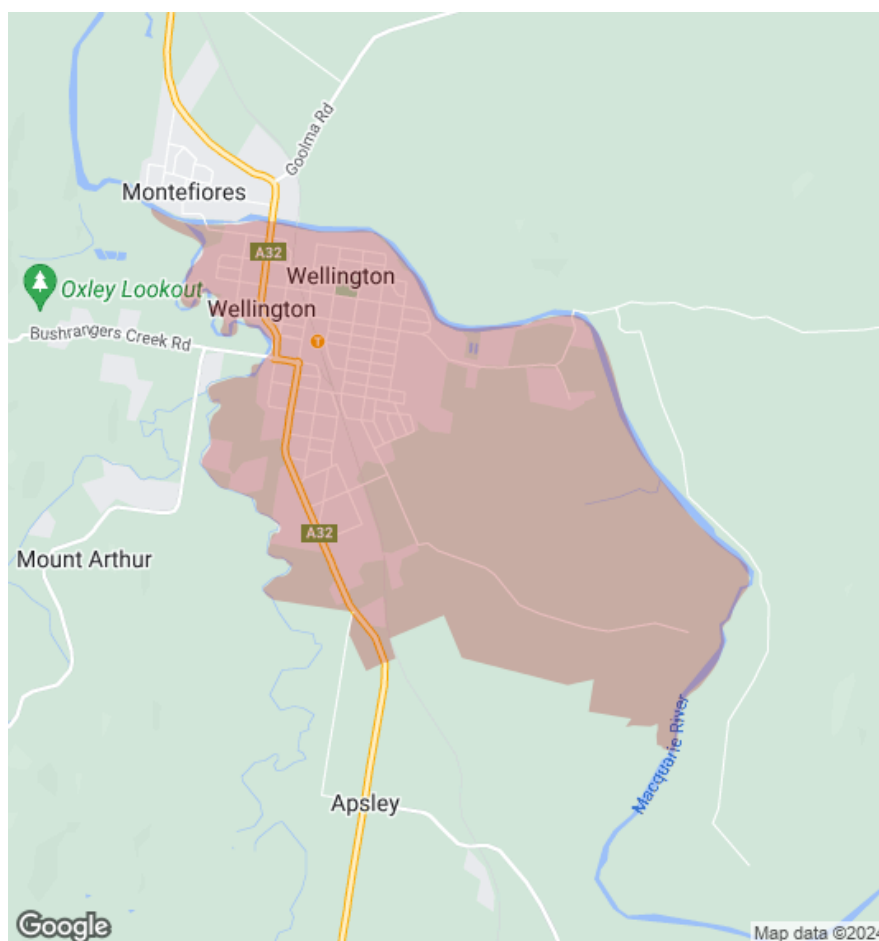 Goolma Rd
Montefiores
A32
Wellington
Oxley Lookout
Wellington
Bushrangers Creek Rd
T
A32
Mount Arthur
Macquarie River
Apsley
Google
Map data ©2024